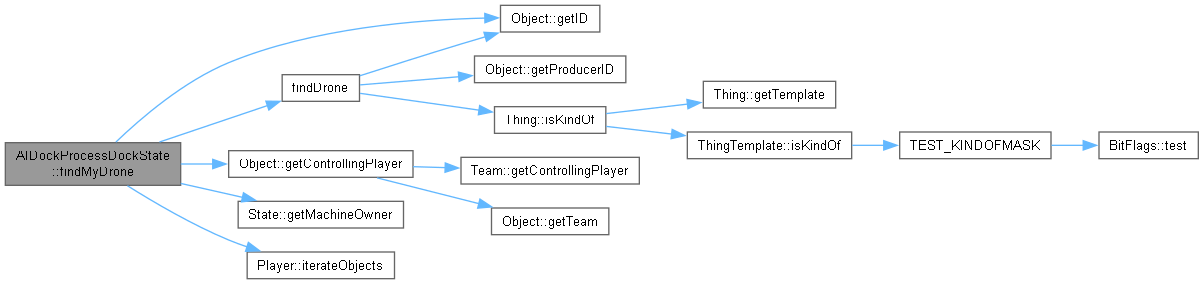 AIDockProcessDockState
::findMyDrone
Object::getID
findDrone
Object::getProducerID
Thing::isKindOf
Thing::getTemplate
ThingTemplate::isKindOf
TEST_KINDOFMASK
BitFlags::test
Object::getControllingPlayer
Team::getControllingPlayer
Object::getTeam
State::getMachineOwner
Player::iterateObjects